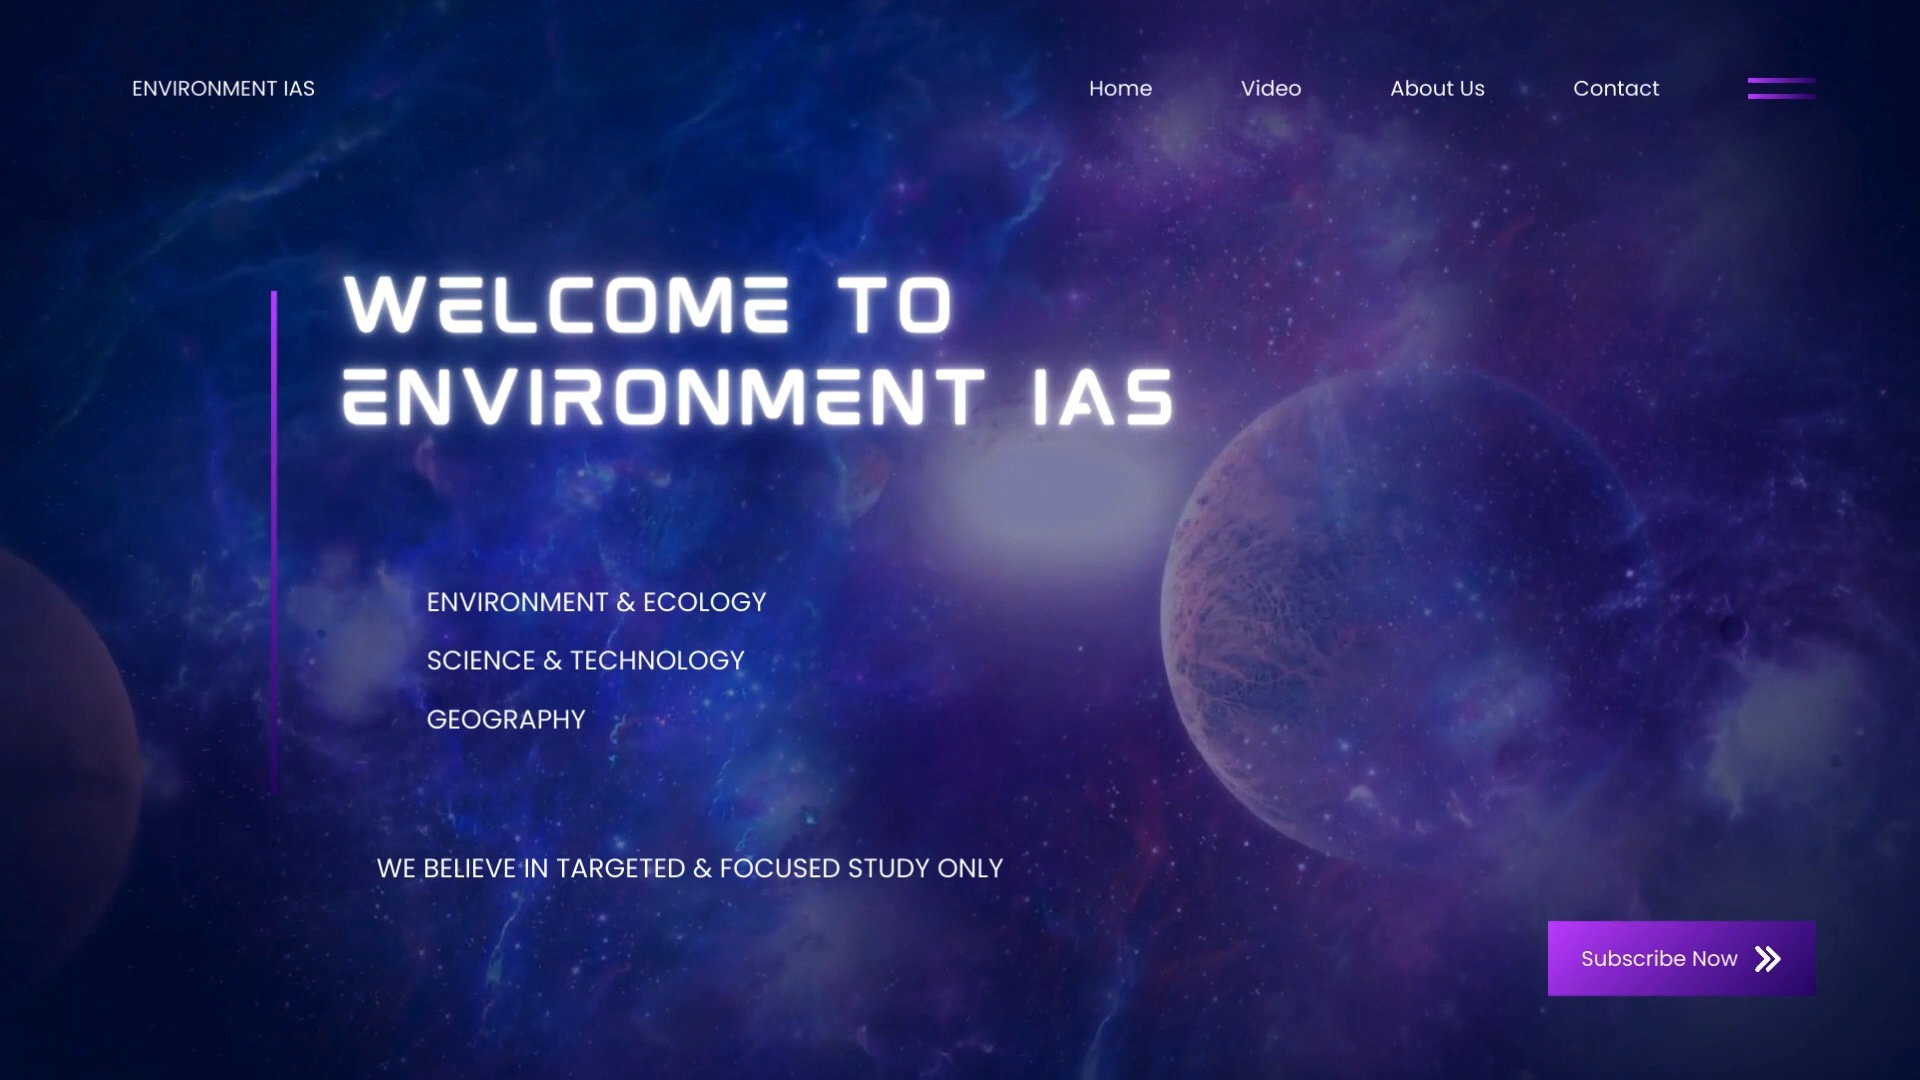 ENVIRONMENT IAS
Home Video About Us Contact
WELCOME TO
ENVIRONMENT IAS
ENVIRONMENT & ECOLOGY
SCIENCE & TECHNOLOGY
GEOGRAPHY
WE BELIEVE IN TARGETED & FOCUSED STUDY ONLY
Subscribe Now